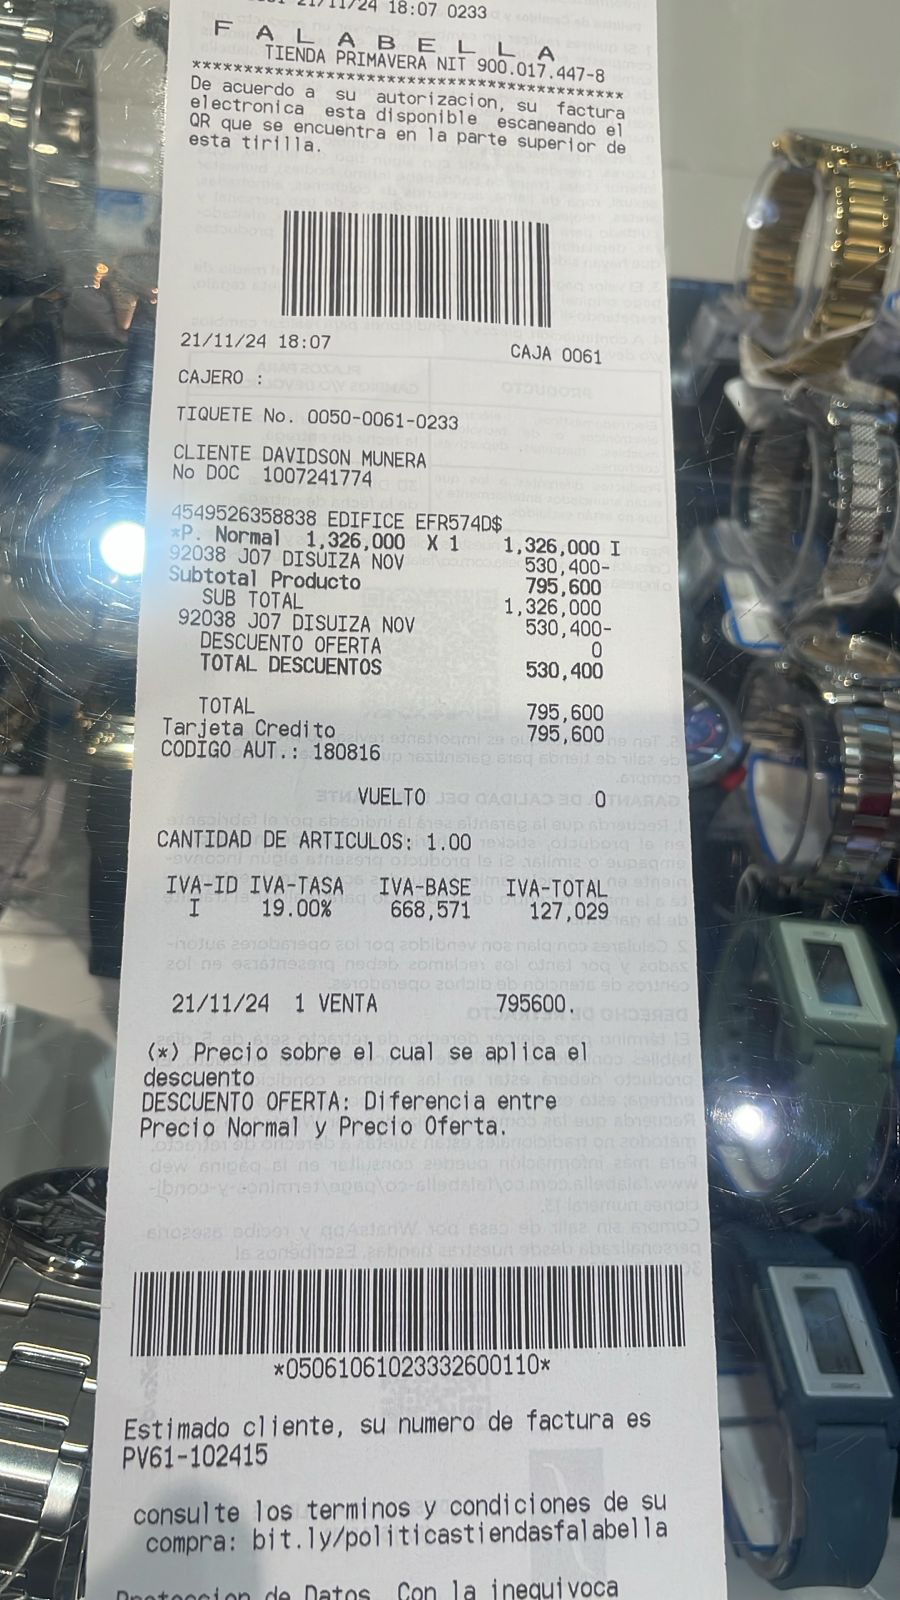 21/11/24 18:07 0233
F A L A B E L L A
TIENDA PRIMAVERA NIT 900.017.447-8
******************************************
De acuerdo a su autorizacion, su factura
electronica esta disponible escaneando el
QR que se encuentra en la parte superior de
esta tirilla.
21/11/24 18:07 CAJA 0061
CAJERO :
TIQUETE No. 0050-0061-0233
CLIENTE DAVIDSON MUNERA
No DOC 1007241774
4549526358838 EDIFICE EFR574D$
*P. Normal 1,326,000 X 1 1,326,000 I
92038 J07 DISUIZA NOV 530,400-
Subtotal Producto 795,600
SUB TOTAL 1,326,000
92038 J07 DISUIZA NOV 530,400-
DESCUENTO OFERTA 0
TOTAL DESCUENTOS 530,400
TOTAL 795,600
Tarjeta Credito 795,600
CODIGO AUT.: 180816
VUELTO 0
CANTIDAD DE ARTICULOS: 1.00
IVA-ID IVA-TASA IVA-BASE IVA-TOTAL
I 19.00% 668,571 127,029
21/11/24 1 VENTA 795600.
(*) Precio sobre el cual se aplica el
descuento
DESCUENTO OFERTA: Diferencia entre
Precio Normal y Precio Oferta.
*05061061023332600110*
Estimado cliente, su numero de factura es
PV61-102415
consulte los terminos y condiciones de su
compra: bit.ly/politicastiendasfalabella
Proteccion de Datos. Con la inequivoca